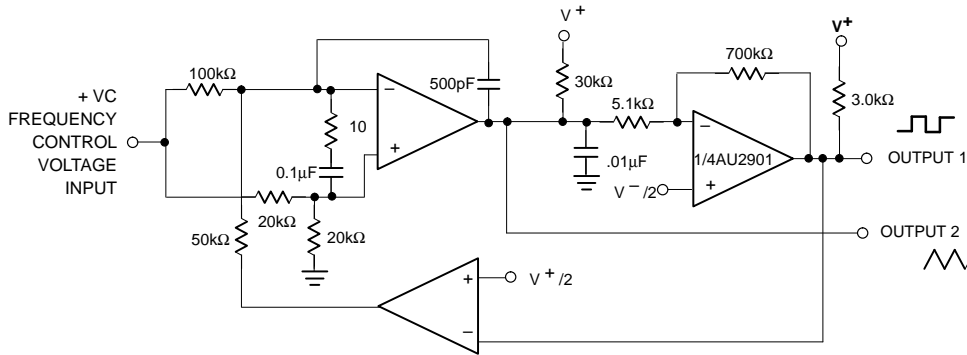 V+
V+
100kΩ
700kΩ
+ VC
FREQUENCY
CONTROL
VOLTAGE
INPUT
500pF
30kΩ
5.1kΩ
3.0kΩ
−
10
+
0.1µF
.01µF
−
1/4AU2901
+
V−/2
OUTPUT 1
20kΩ
50kΩ
20kΩ
OUTPUT 2
+
V+/2
−